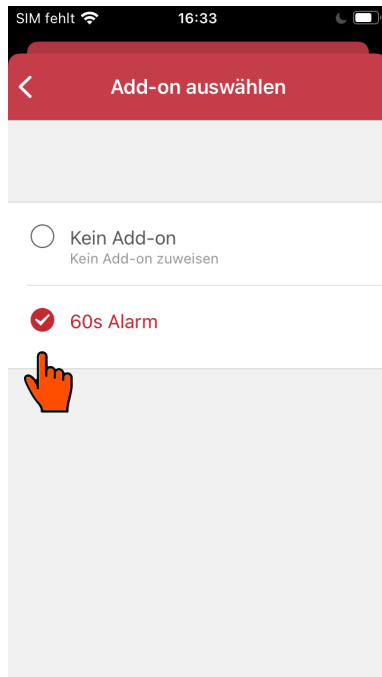 SIM fehlt 16:33
Add-on auswählen
Kein Add-on
Kein Add-on zuweisen
60s Alarm